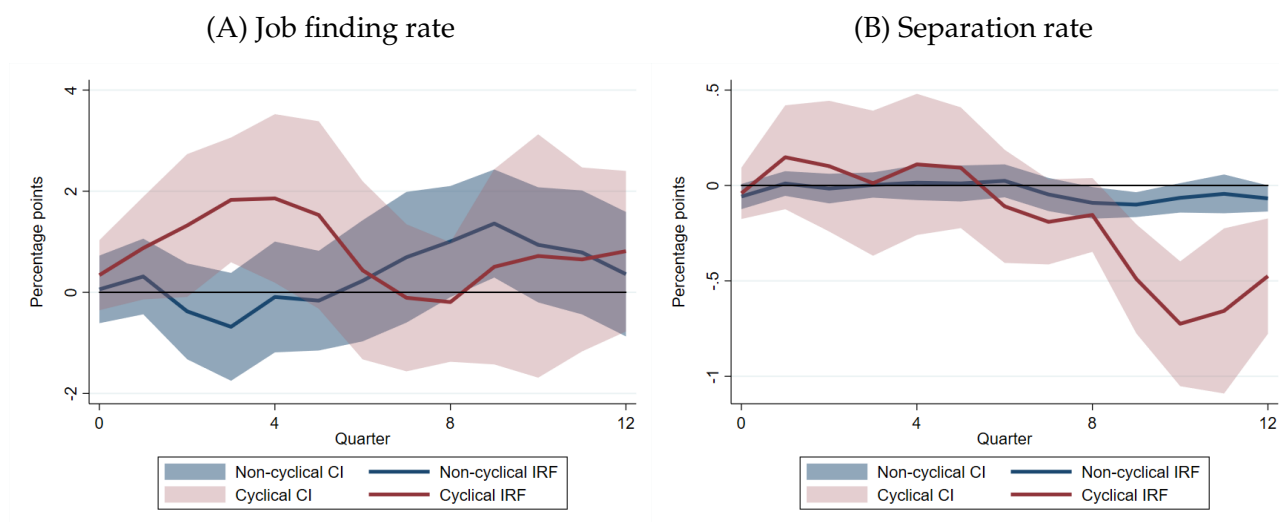 (A) Job finding rate
4
2
0
-2
Percentage points
0
4
8
12
Quarter
Non-cyclical CI
Non-cyclical IRF
Cyclical CI
Cyclical IRF
(B) Separation rate
.5
0
-.5
-1
Percentage points
0
4
8
12
Quarter
Non-cyclical CI
Non-cyclical IRF
Cyclical CI
Cyclical IRF